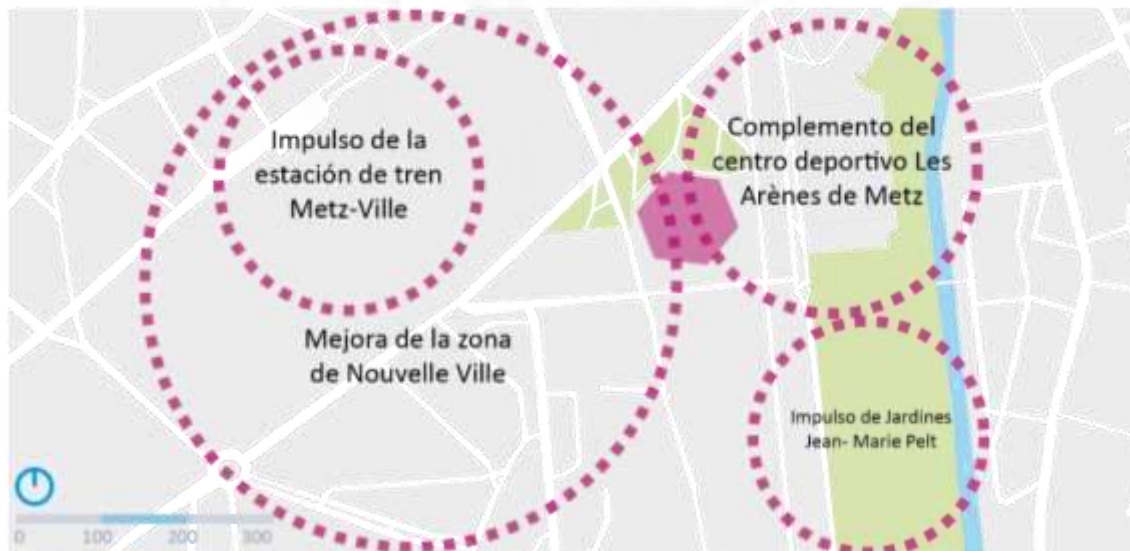 Impulso de la
estación de tren
Metz-Ville
Complemento del
centro deportivo Les
Arènes de Metz
Mejora de la zona
de Nouvelle Ville
Impulso de Jardines
Jean- Marie Pelt
0 100 200 300